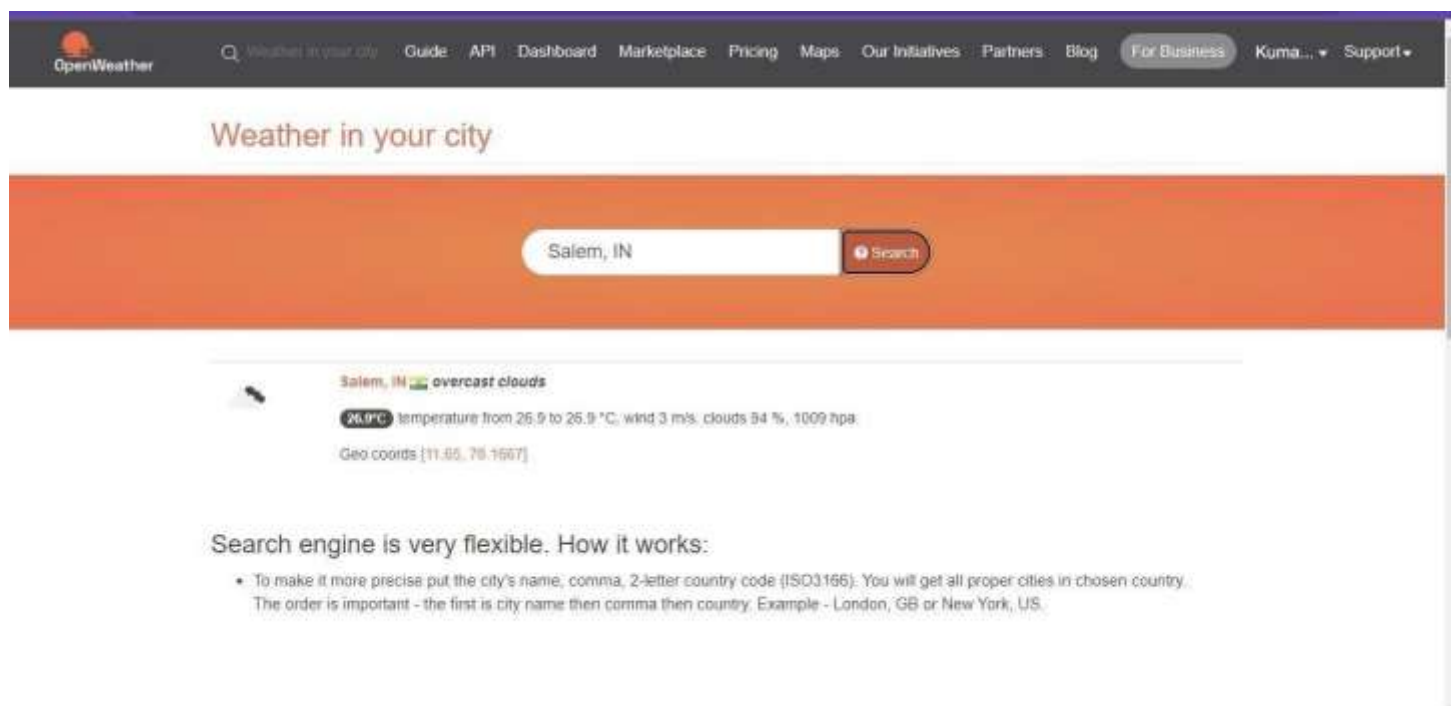 OpenWeather
Weather in your city Guide API Dashboard Marketplace Pricing Maps Our Initiatives Partners Blog For Business Kuma... Support
Weather in your city
Salem, IN
Search
Salem, IN overcast clouds
26.9°C temperature from 26.9 to 26.9 °C, wind 3 m/s. clouds 94 %, 1009 hpa
Geo coords [11.65, 78.1667]
Search engine is very flexible. How it works:
• To make it more precise put the city's name, comma, 2-letter country code (ISO3166). You will get all proper cities in chosen country.
The order is important - the first is city name then comma then country. Example - London, GB or New York, US.